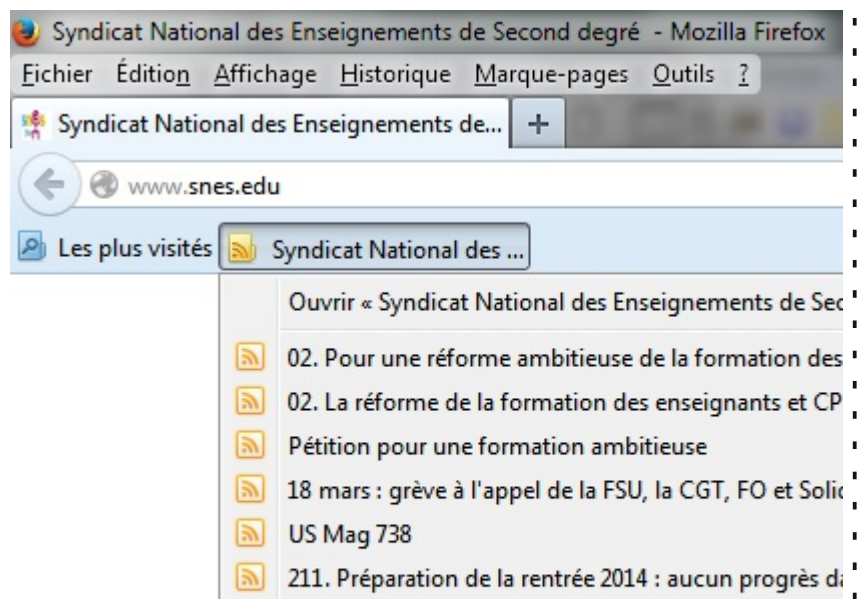 Syndicat National des Enseignements de Second degré - Mozilla Firefox
Fichier Édition Affichage Historique Marque-pages Outils ?
Syndicat National des Enseignements de... +
www.snes.edu
Les plus visités Syndicat National des ...
Ouvrir « Syndicat National des Enseignements de Sec
02. Pour une réforme ambitieuse de la formation des
02. La réforme de la formation des enseignants et CP
Pétition pour une formation ambitieuse
18 mars : grève à l'appel de la FSU, la CGT, FO et Solid
US Mag 738
211. Préparation de la rentrée 2014 : aucun progrès da